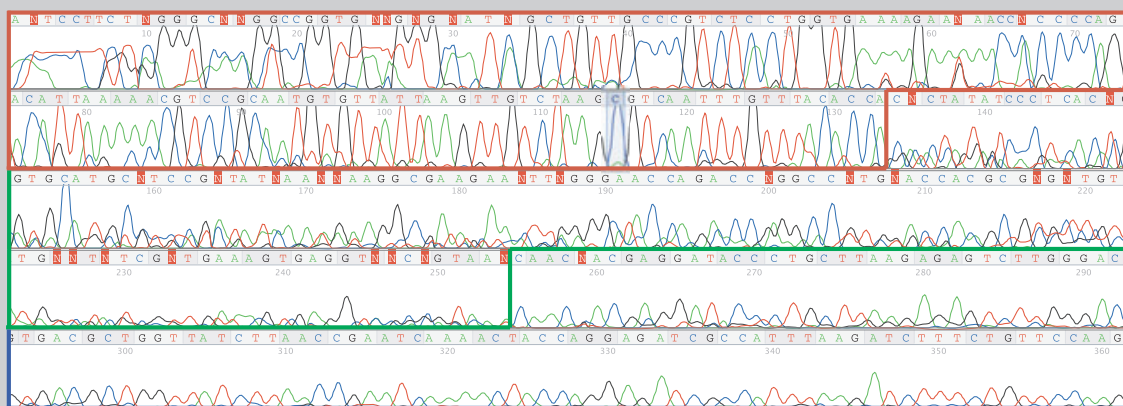 A N T C C T T C T N G G G C N N G G C C G G T G N N G N G N A T N G C T G T T G C C C G T C T C C C T G G T G A A A A G A A N A A C C N C C C C A G
10 20 30 40 50 60 70
A C A T T A A A A A C G T C C G C A A T G T G T T A T T A A G T T G T C T A A G C G T C A A T T T G T T T A C A C C A C N C T A T A T C C C T C A C N
80 90 100 110 120 130 140
G T G C A T G C N T C C G N T A T N A A N N A A G G C G A A G A A N T T N G G G A A C C A G A C C N G G C C N T G N A C C A C G C G N G N T G T
160 170 180 190 200 210 220
T G N N T N T C G N T G A A A G T G A G G T N N C N G T A A N C A A C N A C G A G G A T A C C C T G C T T A A G A G A G T C T T G G G A C
230 240 250 260 270 280 290
G T G A C G C T G G T T A T C T T A A C C G A A T C A A A A C T A C C A G G A G A T C G C C A T T T A A G A T C T T T C T G T T C C A A G
300 310 320 330 340 350 360